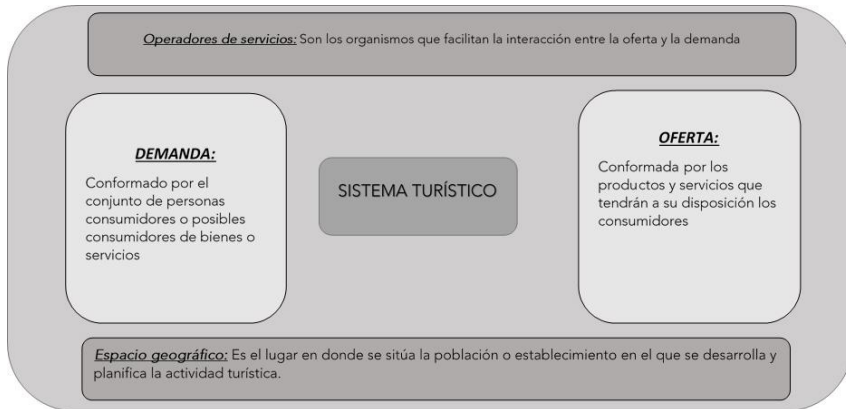 Operadores de servicios: Son los organismos que facilitan la interacción entre la oferta y la demanda
DEMANDA:
Conformado por el
conjunto de personas
consumidores o posibles
consumidores de bienes o
servicios
SISTEMA TURÍSTICO
OFERTA:
Conformada por los
productos y servicios que
tendrán a su disposición los
consumidores
Espacio geográfico: Es el lugar en donde se sitúa la población o establecimiento en el que se desarrolla y
planifica la actividad turística.